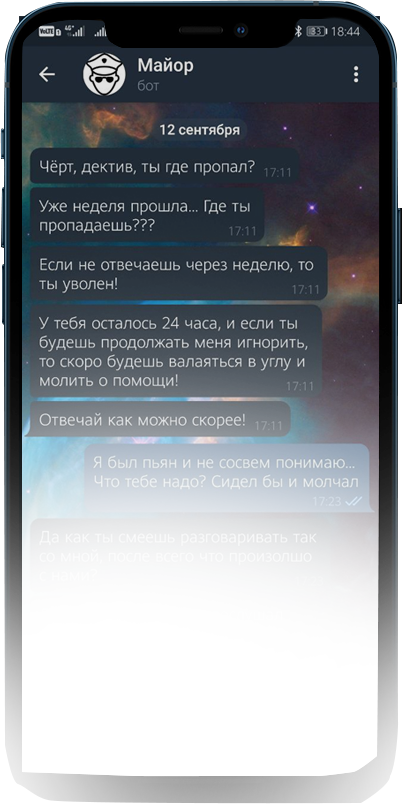 VoLTE 4G 83 18:44
Майор
бот
12 сентября
Чёрт, дектив, ты где пропал? 17:11
Уже неделя прошла... Где ты
пропадаешь??? 17:11
Если не отвечаешь через неделю, то
ты уволен! 17:11
У тебя осталось 24 часа, и если ты
будешь продолжать меня игнорить,
то скоро будешь валаяться в углу и
молить о помощи! 17:11
Отвечай как можно скорее! 17:11
Я был пьян и не сосвем понимаю...
Что тебе надо? Сидел бы и молчал
17:23
Да как ты смеешь разговаривать так
со мной, после всего что произошло